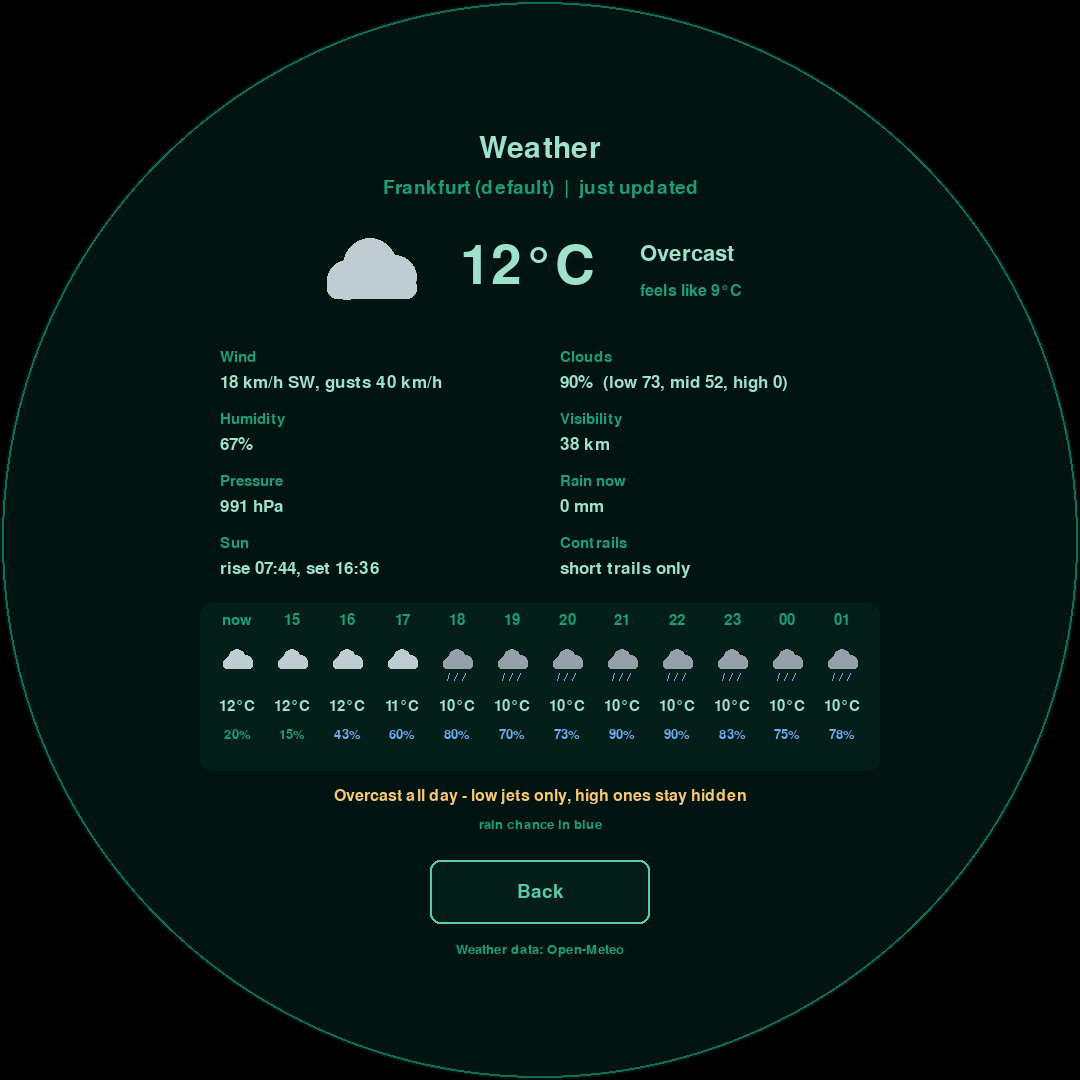 Weather
Frankfurt (default) | just updated
12°C
Overcast
feels like 9°C
Wind
18 km/h SW, gusts 40 km/h
Clouds
90% (low 73, mid 52, high 0)
Humidity
67%
Visibility
38 km
Pressure
991 hPa
Rain now
0 mm
Sun
rise 07:44, set 16:36
Contrails
short trails only
now 15 16 17 18 19 20 21 22 23 00 01
12°C 12°C 12°C 11°C 10°C 10°C 10°C 10°C 10°C 10°C 10°C 10°C
20% 15% 43% 60% 80% 70% 73% 90% 90% 83% 75% 78%
Overcast all day - low jets only, high ones stay hidden
rain chance in blue
Back
Weather data: Open-Meteo